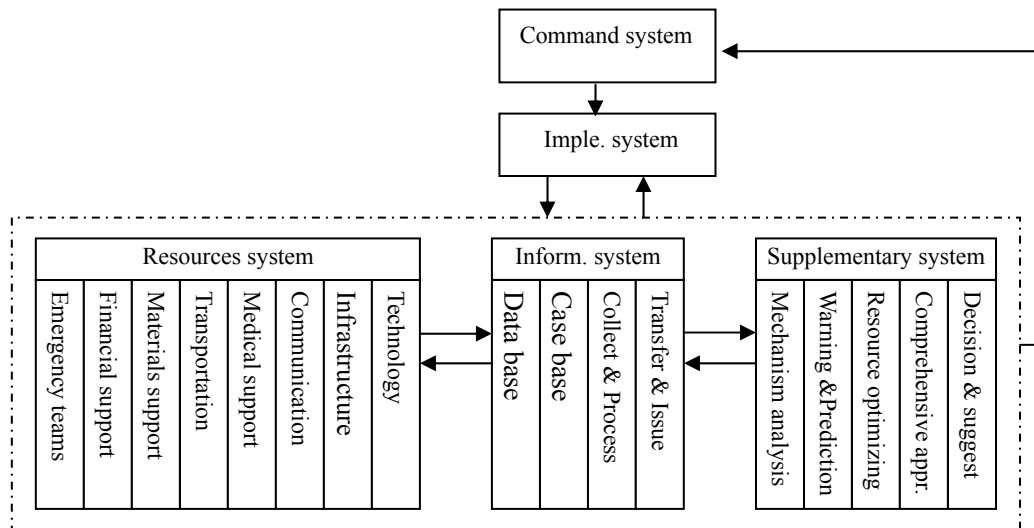 Command system
Imple. system
Resources system
Emergency teams
Financial support
Materials support
Transportation
Medical support
Communication
Infrastructure
Technology
Inform. system
Data base
Case base
Collect & Process
Transfer & Issue
Supplementary system
Mechanism analysis
Warning &Prediction
Resource optimizing
Comprehensive appr.
Decision & suggest